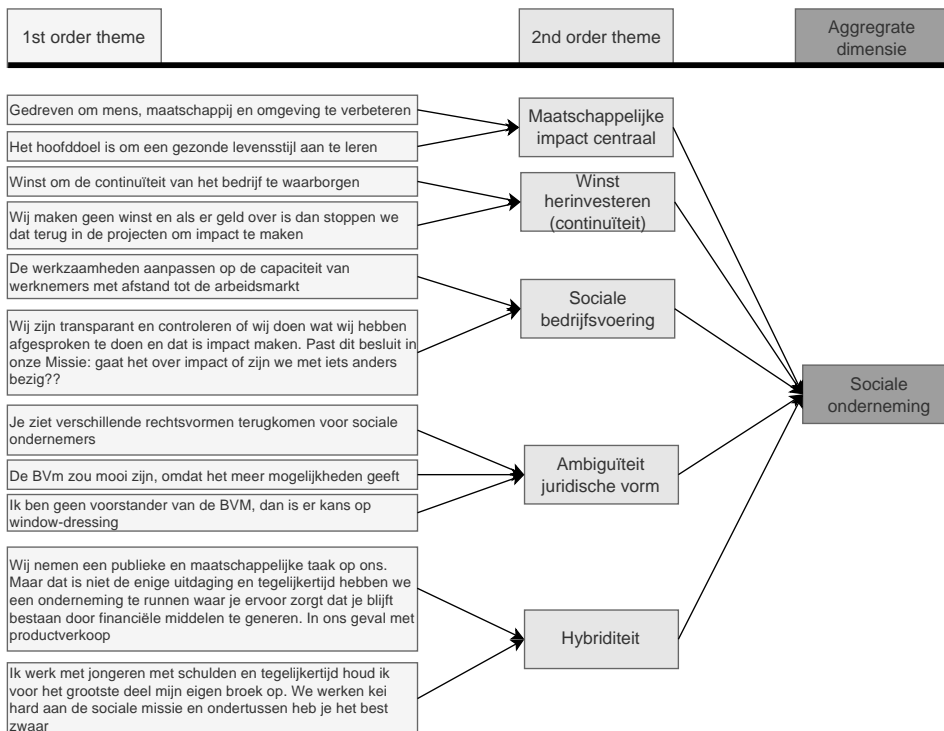 1st order theme
2nd order theme
Aggregrate
dimensie
Gedreven om mens, maatschappij en omgeving te verbeteren
Het hoofddoel is om een gezonde levensstijl aan te leren
Maatschappelijke
impact centraal
Winst om de continuïteit van het bedrijf te waarborgen
Wij maken geen winst en als er geld over is dan stoppen we
dat terug in de projecten om impact te maken
Winst
herinvesteren
(continuïteit)
De werkzaamheden aanpassen op de capaciteit van
werknemers met afstand tot de arbeidsmarkt
Wij zijn transparant en controleren of wij doen wat wij hebben
afgesproken te doen en dat is impact maken. Past dit besluit in
onze Missie: gaat het over impact of zijn we met iets anders
bezig??
Sociale
bedrijfsvoering
Je ziet verschillende rechtsvormen terugkomen voor sociale
ondernemers
De BVm zou mooi zijn, omdat het meer mogelijkheden geeft
Ik ben geen voorstander van de BVM, dan is er kans op
window-dressing
Ambiguïteit
juridische vorm
Wij nemen een publieke en maatschappelijke taak op ons.
Maar dat is niet de enige uitdaging en tegelijkertijd hebben we
een onderneming te runnen waar je ervoor zorgt dat je blijft
bestaan door financiële middelen te generen. In ons geval met
productverkoop
Ik werk met jongeren met schulden en tegelijkertijd houd ik
voor het grootste deel mijn eigen broek op. We werken kei
hard aan de sociale missie en ondertussen heb je het best
zwaar
Hybriditeit
Sociale
onderneming